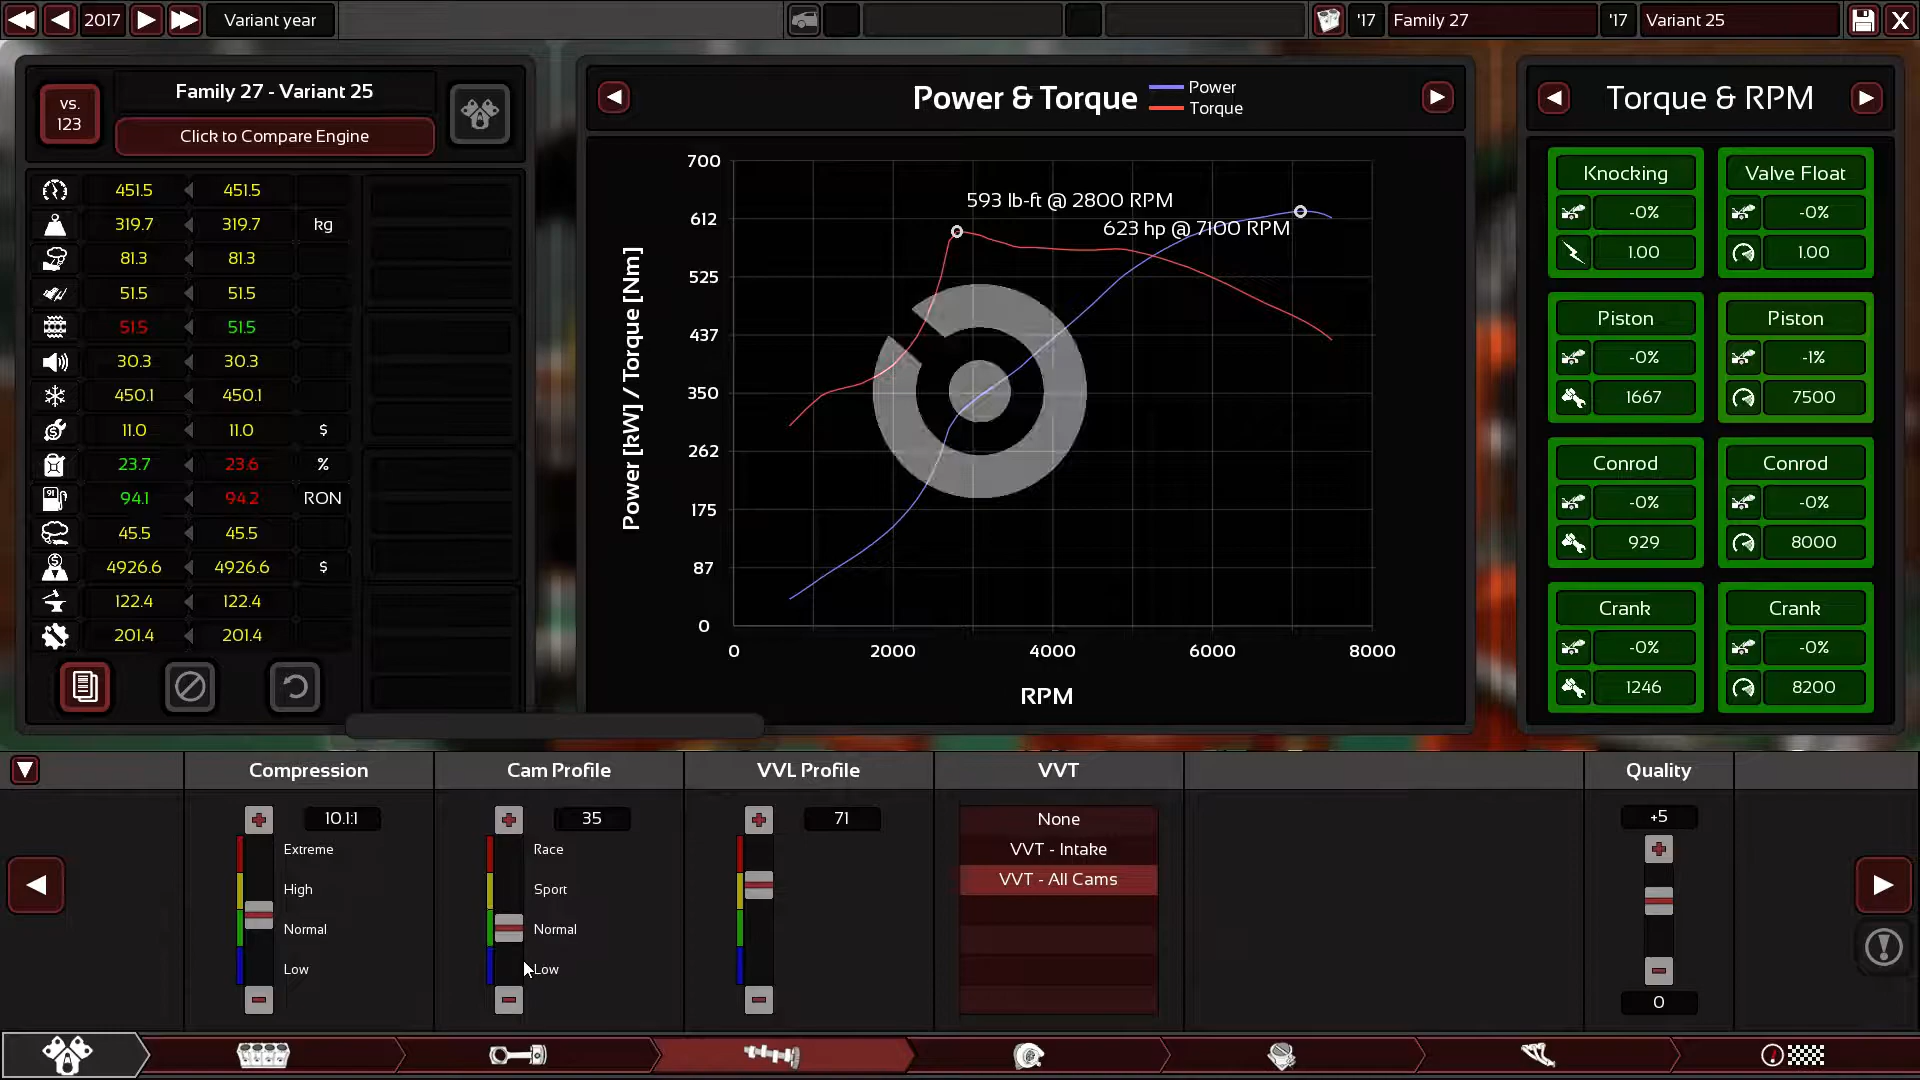 2017
Variant year
'17
Family 27
'17
Variant 25
vs.
123
Family 27 - Variant 25
Click to Compare Engine
451.5 451.5
319.7 319.7 kg
81.3 81.3
51.5 51.5
51.5 51.5
30.3 30.3
450.1 450.1
11.0 11.0 $
23.7 23.6 %
94.1 94.2 RON
45.5 45.5
4926.6 4926.6 $
122.4 122.4
201.4 201.4
Power & Torque
Power
Torque
Power [kW] / Torque [Nm]
700
612
525
437
350
262
175
87
0
593 lb-ft @ 2800 RPM
623 hp @ 7100 RPM
0 2000 4000 6000 8000
RPM
Torque & RPM
Knocking
-0%
1.00
Valve Float
-0%
1.00
Piston
-0%
1667
Piston
-1%
7500
Conrod
-0%
929
Conrod
-0%
8000
Crank
-0%
1246
Crank
-0%
8200
Compression
10.1:1
Extreme
High
Normal
Low
Cam Profile
35
Race
Sport
Normal
Low
VVL Profile
71
VVT
None
VVT - Intake
VVT - All Cams
Quality
+5
0